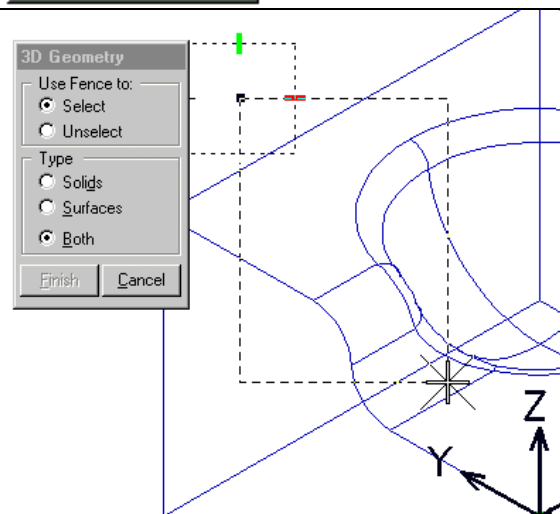 3D Geometry
Use Fence to:
Select
Unselect
Type
Solids
Surfaces
Both
Finish Cancel
Z
Y